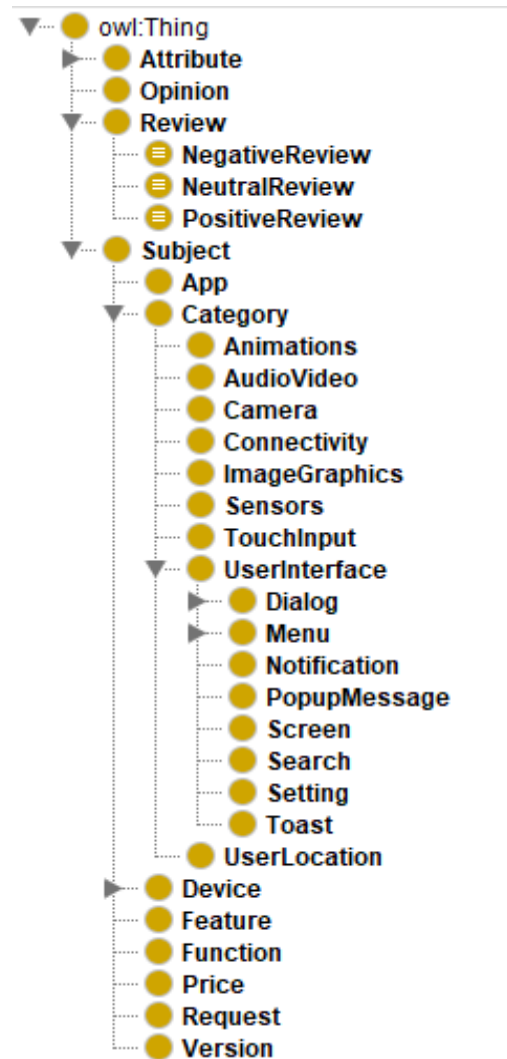 owl:Thing
Attribute
Opinion
Review
NegativeReview
NeutralReview
PositiveReview
Subject
App
Category
Animations
AudioVideo
Camera
Connectivity
ImageGraphics
Sensors
TouchInput
UserInterface
Dialog
Menu
Notification
PopupMessage
Screen
Search
Setting
Toast
UserLocation
Device
Feature
Function
Price
Request
Version